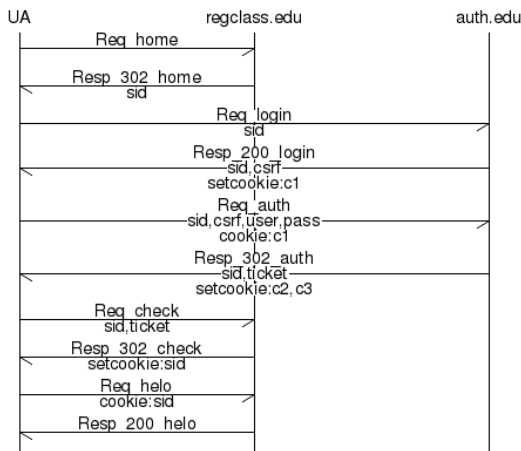 UA regclass.edu auth.edu
Req_home
Resp_302_home
sid
Req_login
sid
Resp_200_login
sid,csrf
setcookie:c1
Req_auth
sid,csrf,user,pass
cookie:c1
Resp_302_auth
sid,ticket
setcookie:c2,c3
Req_check
sid,ticket
Resp_302_check
setcookie:sid
Req_helo
cookie:sid
Resp_200_helo